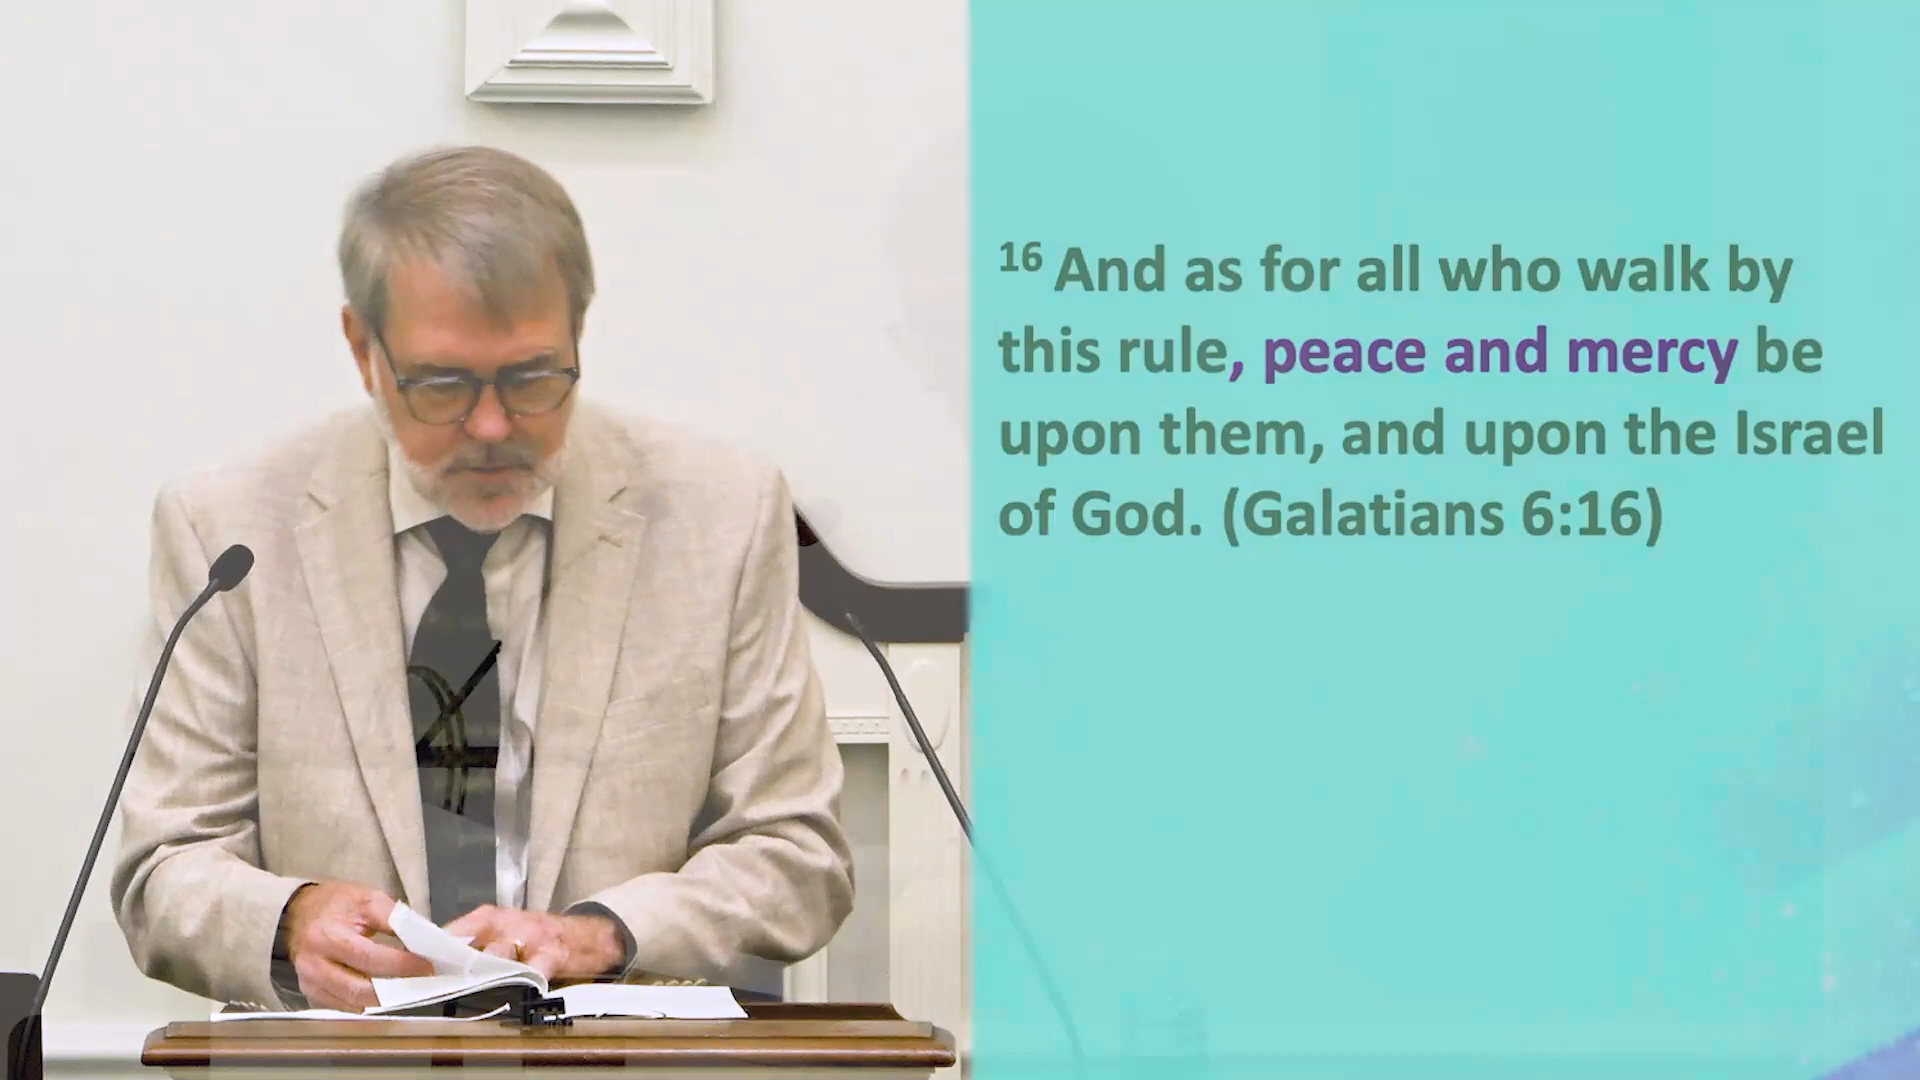 16 And as for all who walk by
this rule, peace and mercy be
upon them, and upon the Israel
of God. (Galatians 6:16)